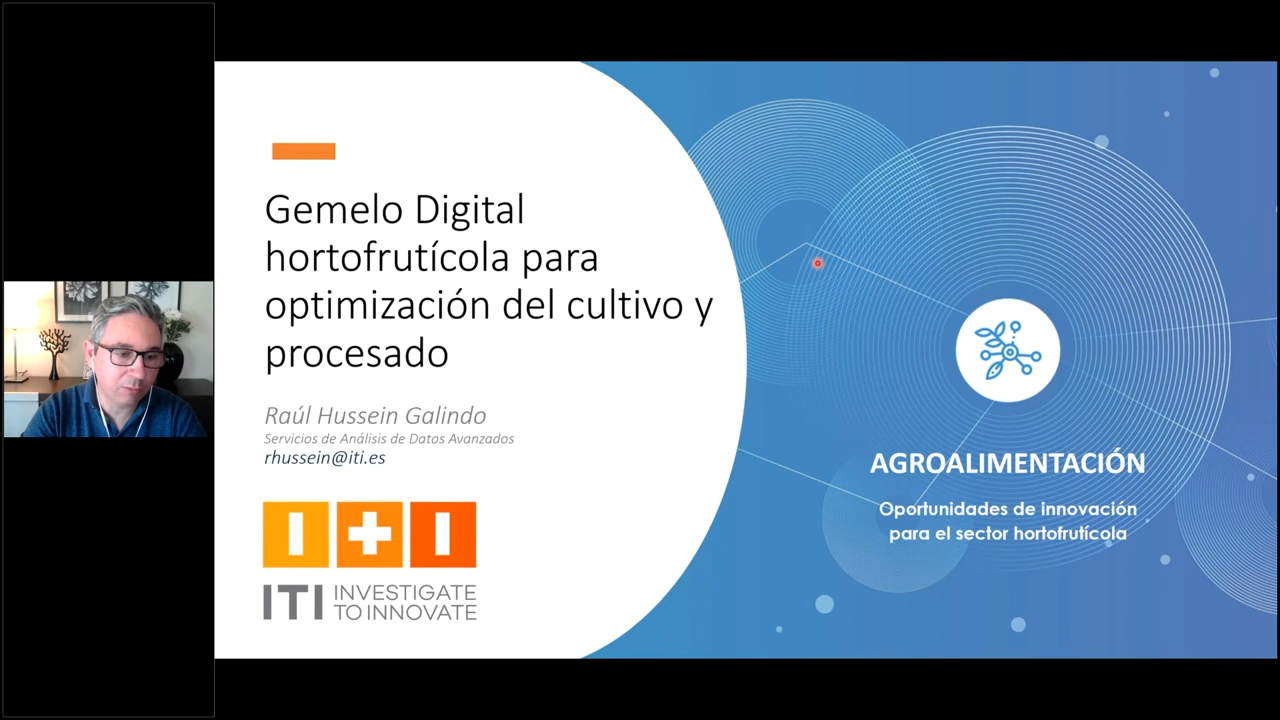 Gemelo Digital
hortofrutícola para
optimización del cultivo y
procesado
Raúl Hussein Galindo
Servicios de Análisis de Datos Avanzados
rhussein@iti.es
I+I
ITI INVESTIGATE
TO INNOVATE
AGROALIMENTACIÓN
Oportunidades de innovación
para el sector hortofrutícola